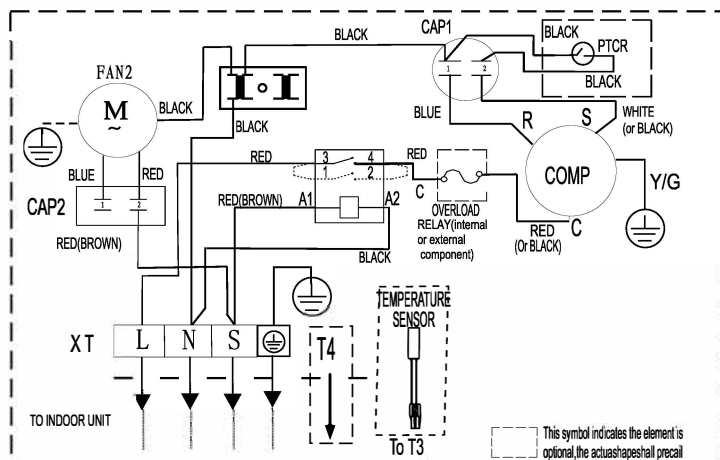 CAP1
BLACK
BLACK
PTCR
BLACK
FAN2
M
~
BLACK
1 2
BLUE
R
S
WHITE
(or BLACK)
BLACK
RED
3 4
1 2
RED
BLUE
RED
CAP2
1 2
RED(BROWN)
A1
A2
C
OVERLOAD
RELAY(internal
or external
component)
COMP
Y/G
RED
(Or BLACK)
C
RED(BROWN)
BLACK
XT
L N S
T4
TEMPERATURE
SENSOR
TO INDOOR UNIT
To T3
This symbol indicates the element is
optional,the actuashapeshall precail